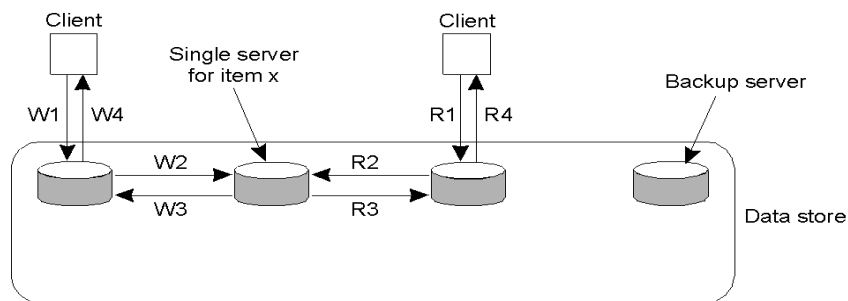 Client
Client
Single server
for item x
Backup server
W1
W4
R1
R4
W2
R2
W3
R3
Data store